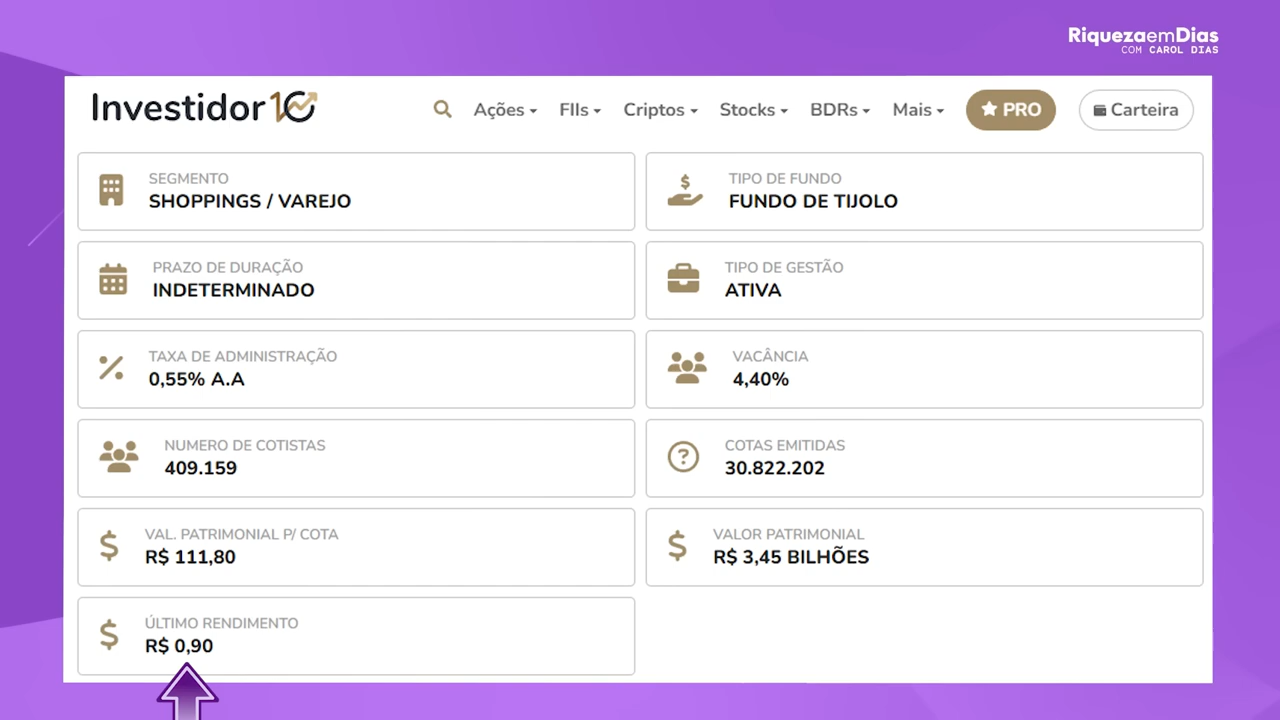 RiquezaemDias
COM CAROL DIAS
Investidor10
Ações FIIs Criptos Stocks BDRs Mais PRO Carteira
SEGMENTO
SHOPPINGS / VAREJO
TIPO DE FUNDO
FUNDO DE TIJOLO
PRAZO DE DURAÇÃO
INDETERMINADO
TIPO DE GESTÃO
ATIVA
TAXA DE ADMINISTRAÇÃO
0,55% A.A
VACÂNCIA
4,40%
NUMERO DE COTISTAS
409.159
COTAS EMITIDAS
30.822.202
VAL. PATRIMONIAL P/ COTA
R$ 111,80
VALOR PATRIMONIAL
R$ 3,45 BILHÕES
ÚLTIMO RENDIMENTO
R$ 0,90